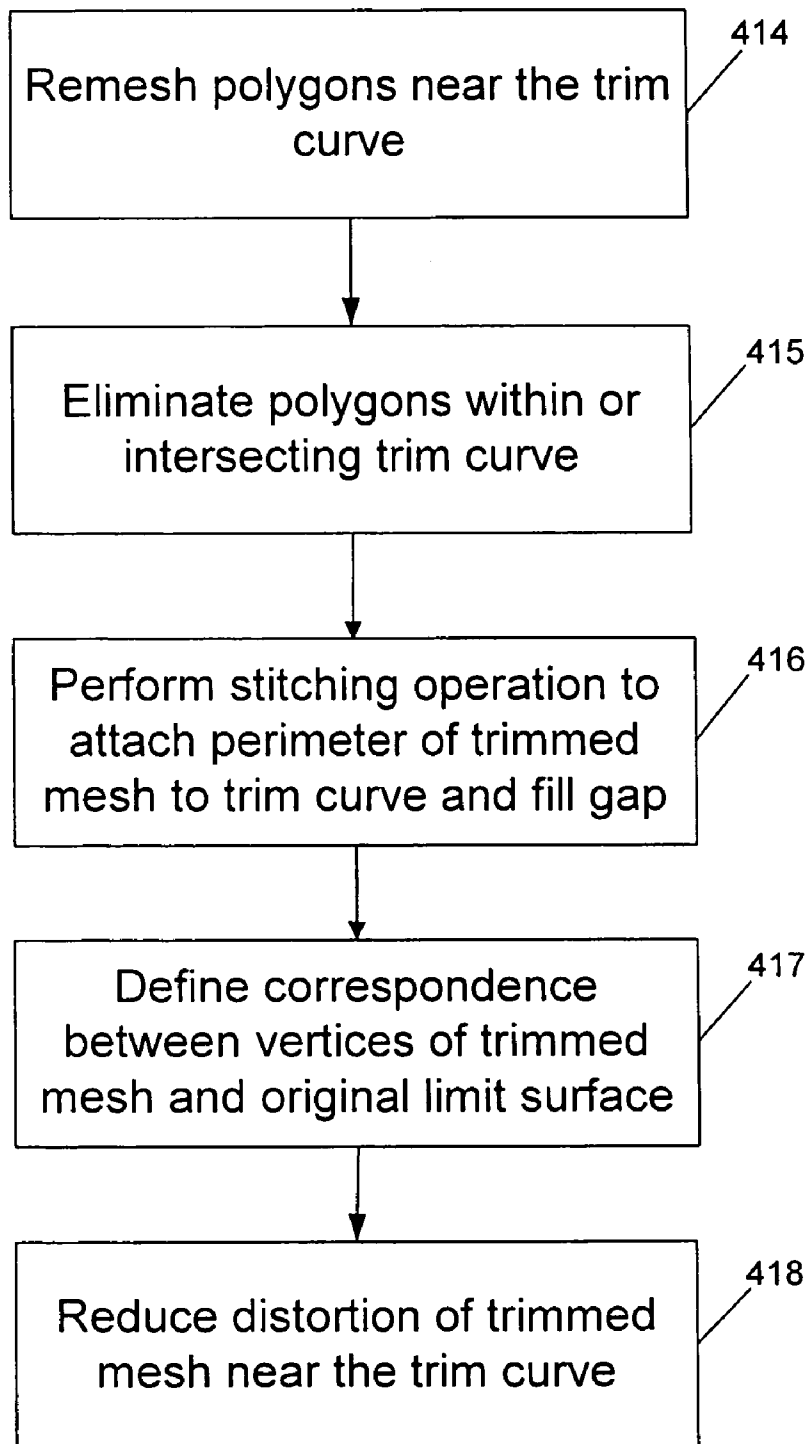 414
Remesh polygons near the trim
curve
415
Eliminate polygons within or
intersecting trim curve
416
Perform stitching operation to
attach perimeter of trimmed
mesh to trim curve and fill gap
417
Define correspondence
between vertices of trimmed
mesh and original limit surface
418
Reduce distortion of trimmed
mesh near the trim curve